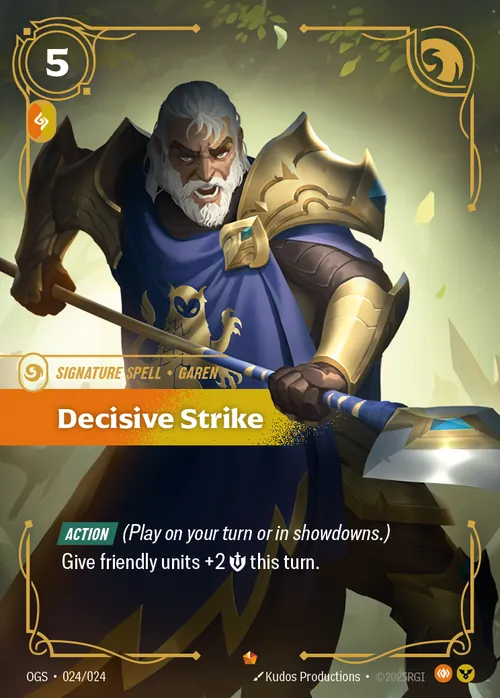 5
SIGNATURE SPELL • GAREN
Decisive Strike
ACTION (Play on your turn or in showdowns.)
Give friendly units +2 this turn.
OGS • 024/024
Kudos Productions • ©2025RGI